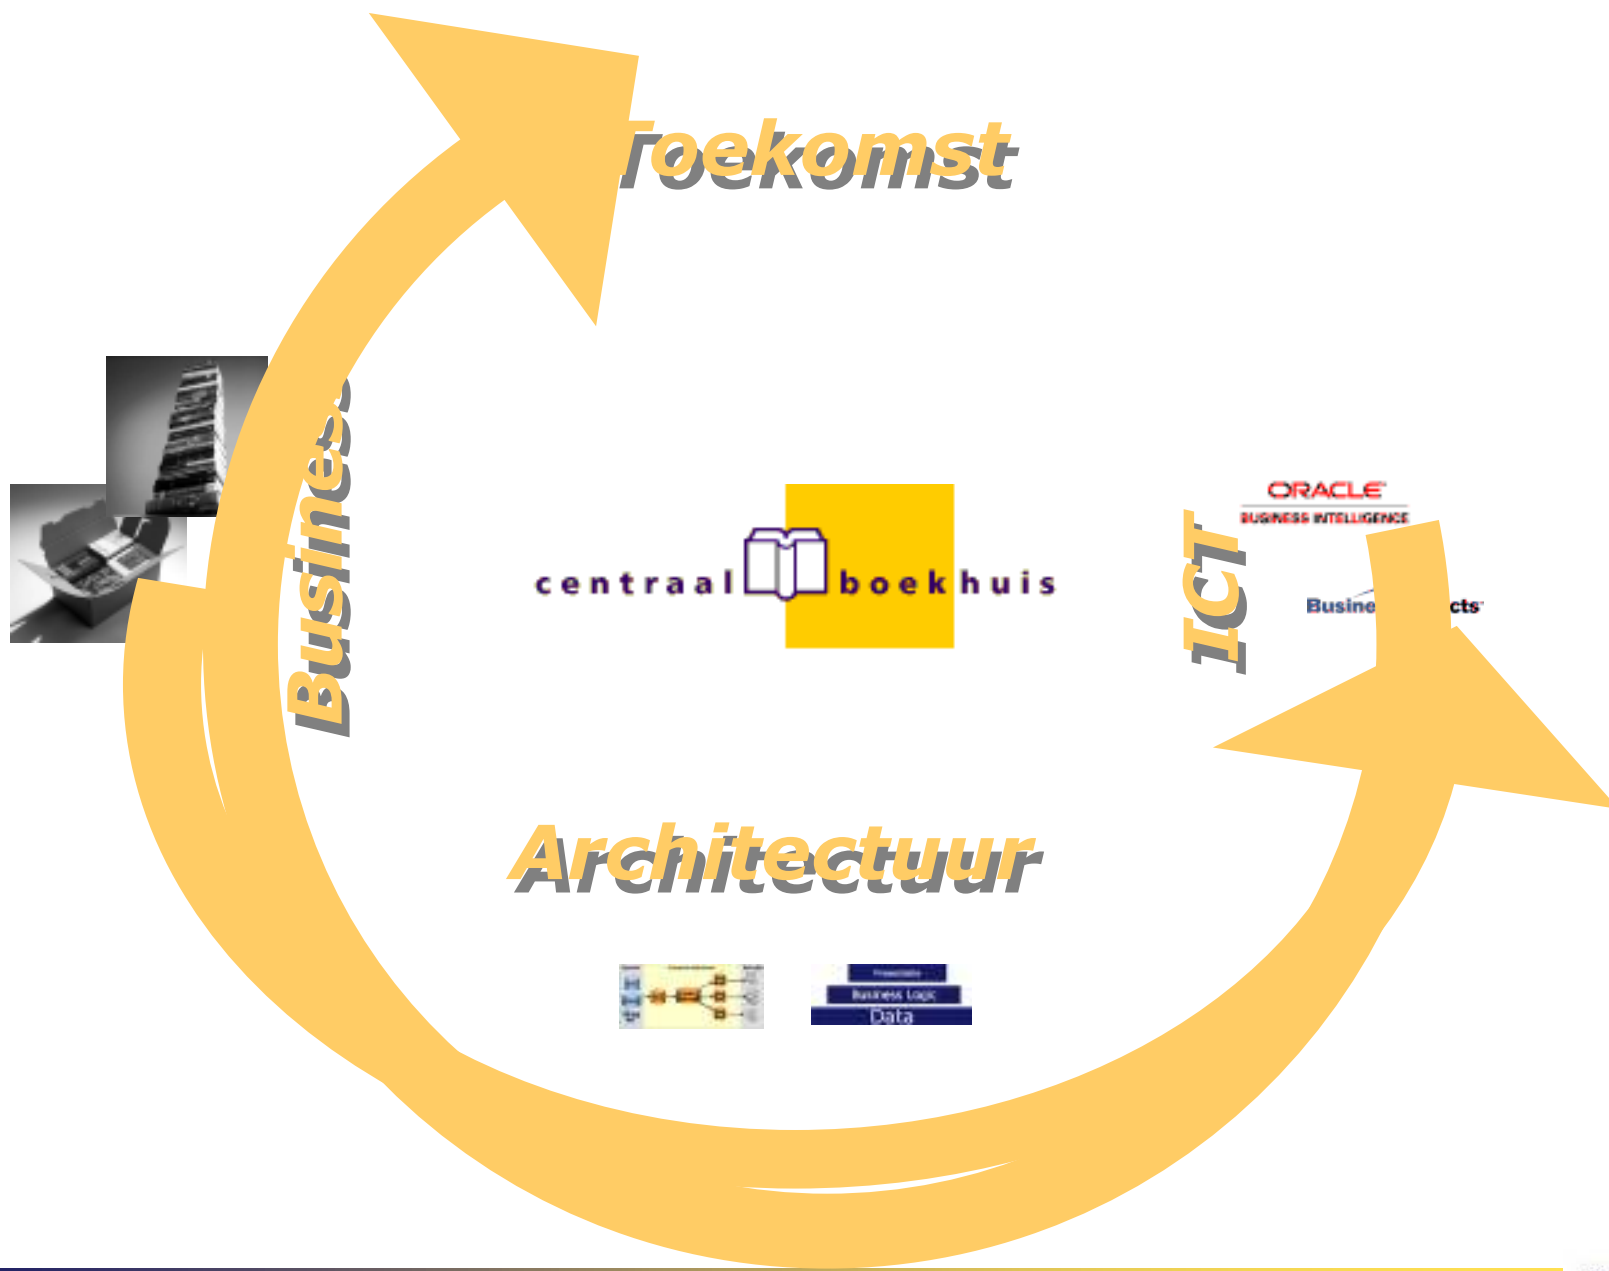 Toekomst
Business
centraal boekhuis
ICT
ORACLE
BUSINESS INTELLIGENCE
Architectuur
Business Logic
Data